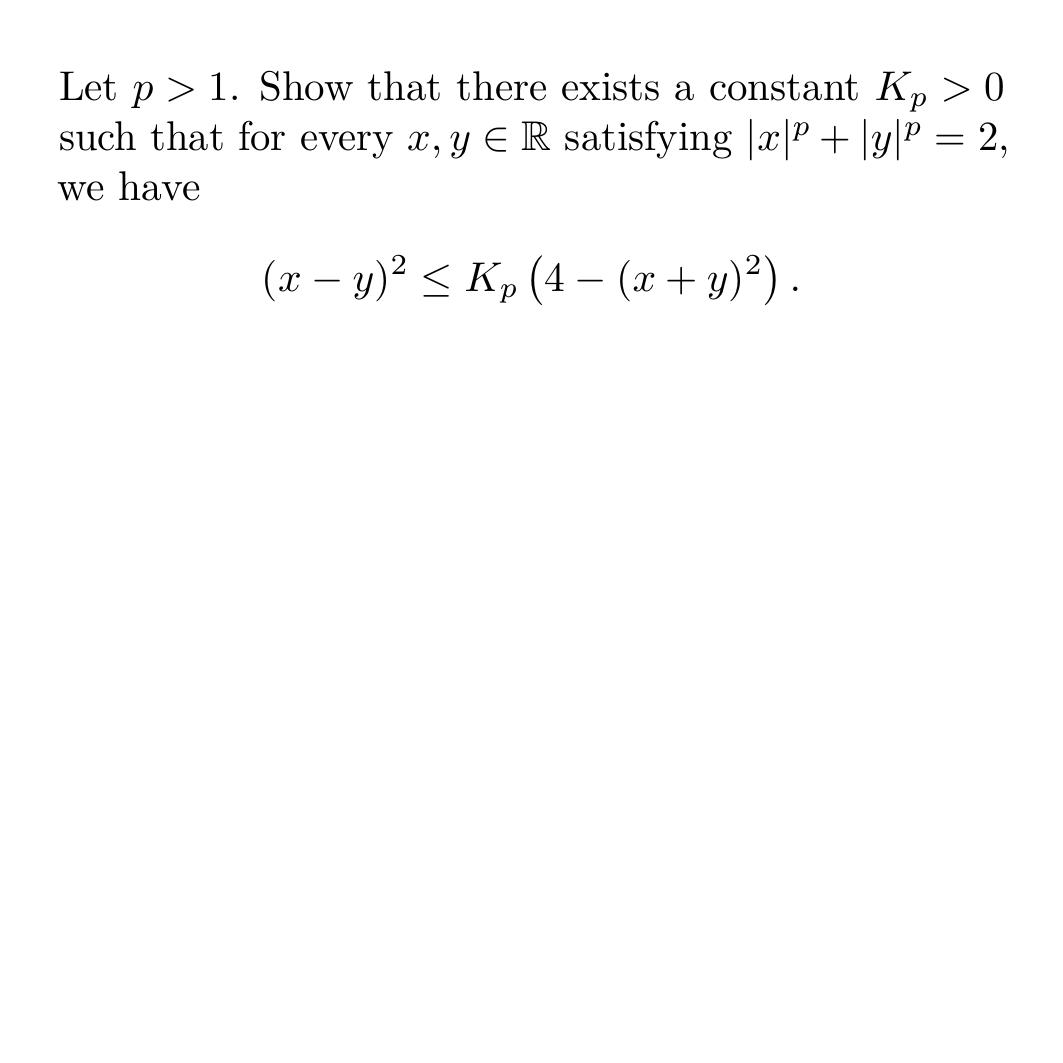 Let $p > 1$. Show that there exists a constant $K_p > 0$
such that for every $x, y \in \mathbb{R}$ satisfying $|x|^p + |y|^p = 2$,
we have
$$(x - y)^2 \leq K_p \left(4 - (x + y)^2\right).$$